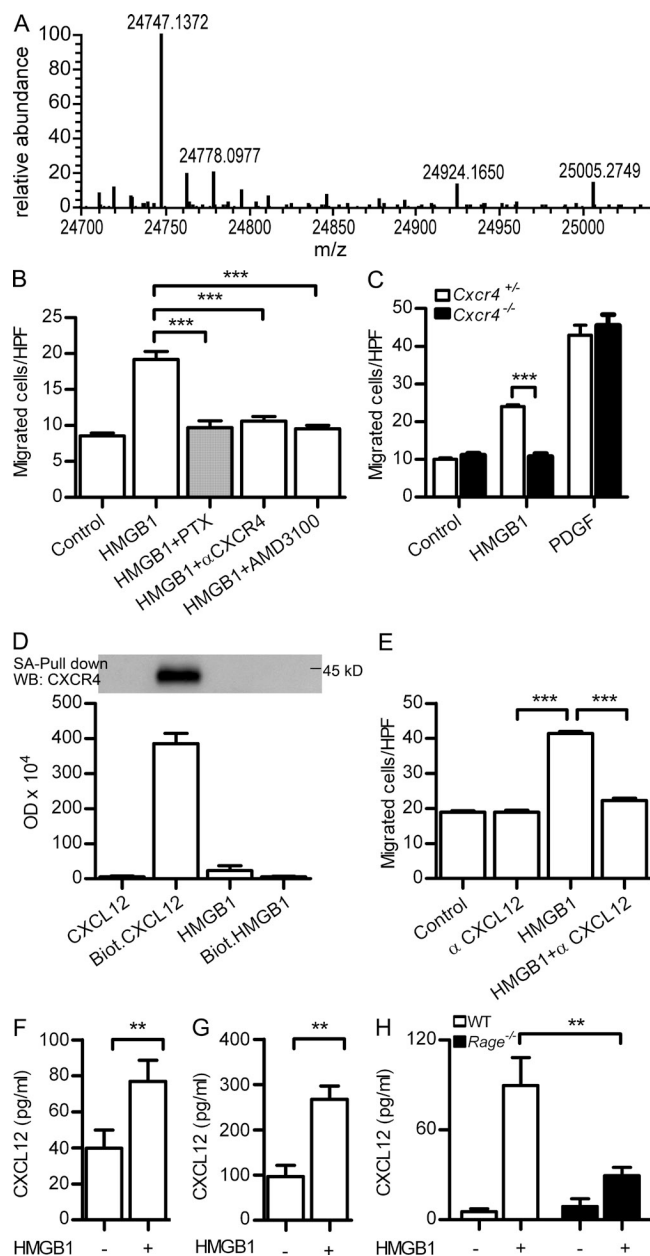 A
24747.1372
24778.0977
24924.1650
25005.2749
relative abundance
100
80
60
40
20
0
24700 24750 24800 24850 24900 24950 25000
m/z
B
***
***
***
Migrated cells/HPF
25
20
15
10
5
0
Control
HMGB1
HMGB1+PTX
HMGB1+αCXCR4
HMGB1+AMD3100
C
Cxcr4 +/-
Cxcr4 -/-
***
Migrated cells/HPF
50
40
30
20
10
0
Control
HMGB1
PDGF
D
SA-Pull down
WB: CXCR4
45 kD
OD x 10⁴
500
400
300
200
100
0
CXCL12
Biot.CXCL12
HMGB1
Biot.HMGB1
E
*** ***
Migrated cells/HPF
50
40
30
20
10
0
Control
α CXCL12
HMGB1
HMGB1+α CXCL12
F
**
CXCL12 (pg/ml)
100
80
60
40
20
0
HMGB1 - +
G
**
CXCL12 (pg/ml)
400
300
200
100
0
HMGB1 - +
H
WT
Rage-/-
**
CXCL12 (pg/ml)
120
60
0
HMGB1 - + - +